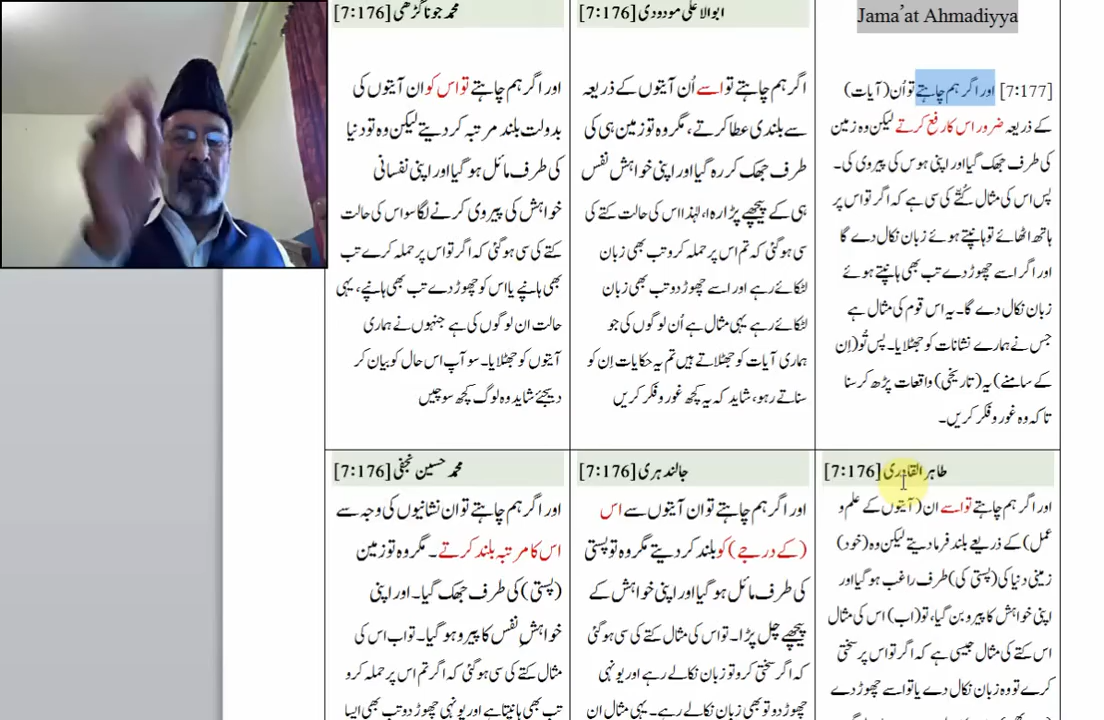 Jama'at Ahmadiyya
[7:177] اور اگر ہم چاہتے تو اُن (آیات)
کے ذریعہ ضرور اس کا رفع کرتے لیکن وہ زمین
کی طرف جھک گیا اور اپنی ہوس کی پیروی کی۔
پس اس کی مثال کُتّے کی سی ہے کہ اگر تو اس پر
ہاتھ اٹھائے تو ہانپتے ہوئے زبان نکال دے گا
اور اگر اسے چھوڑ دے تب بھی ہانپتے ہوئے
زبان نکال دے گا۔ یہ اس قوم کی مثال ہے
جس نے ہمارے نشانات کو جھٹلایا۔ پس تُو (اِن
کے سامنے) یہ (تاریخی) واقعات پڑھ کر سنا
تاکہ وہ غور و فکر کریں۔
ابوالاعلی مودودی [7:176]
اگر ہم چاہتے تو اسے اُن آیتوں کے ذریعہ
سے بلندی عطا کرتے، مگر وہ تو زمین ہی کی
طرف جھک کر رہ گیا اور اپنی خواہش نفس
ہی کے پیچھے پڑا رہا، لہٰذا اس کی حالت کتے کی
سی ہو گئی کہ تم اس پر حملہ کرو تب بھی زبان
لٹکائے رہے اور اسے چھوڑ دو تب بھی زبان
لٹکائے رہے یہی مثال ہے اُن لوگوں کی جو
ہماری آیات کو جھٹلاتے ہیں تم یہ حکایات اِن کو
سناتے رہو، شاید کہ یہ کچھ غور و فکر کریں
محمد جوناگڑھی [7:176]
اور اگر ہم چاہتے تو اس کو ان آیتوں کی
بدولت بلند مرتبہ کر دیتے لیکن وہ تو دنیا
کی طرف مائل ہو گیا اور اپنی نفسانی
خواہش کی پیروی کرنے لگا سو اس کی حالت
کتے کی سی ہو گئی کہ اگر تو اس پر حملہ کرے تب
بھی ہانپے یا اس کو چھوڑ دے تب بھی ہانپے، یہی
حالت ان لوگوں کی ہے جنہوں نے ہماری
آیتوں کو جھٹلایا۔ سو آپ اس حال کو بیان کر
دیجئے شاید وہ لوگ کچھ سوچیں
طاہر القادری [7:176]
اور اگر ہم چاہتے تو اسے ان (آیتوں کے علم و
عمل) کے ذریعے بلند فرما دیتے لیکن وہ (خود)
زمینی دنیا کی (پستی کی) طرف راغب ہو گیا اور
اپنی خواہش کا پیرو بن گیا، تو (اب) اس کی مثال
اس کتے کی مثال جیسی ہے کہ اگر تو اس پر سختی
کرے تو وہ زبان نکال دے یا تو اسے چھوڑ دے
جالندہری [7:176]
اور اگر ہم چاہتے تو ان آیتوں سے اس
(کے درجے) کو بلند کر دیتے مگر وہ تو پستی
کی طرف مائل ہو گیا اور اپنی خواہش کے
پیچھے چل پڑا۔ تو اس کی مثال کتے کی سی ہو گئی
کہ اگر سختی کرو تو زبان نکالے رہے اور یونہی
چھوڑ دو تو بھی زبان نکالے رہے۔ یہی مثال ان
محمد حسین نجفی [7:176]
اور اگر ہم چاہتے تو ان نشانیوں کی وجہ سے
اس کا مرتبہ بلند کرتے۔ مگر وہ تو زمین
(پستی) کی طرف جھک گیا۔ اور اپنی
خواہشِ نفس کا پیرو ہو گیا۔ تو اب اس کی
مثال کتے کی سی ہو گئی کہ اگر تم اس پر حملہ کرو
تب بھی ہانپتا ہے اور یونہی چھوڑ دو تب بھی ایسا